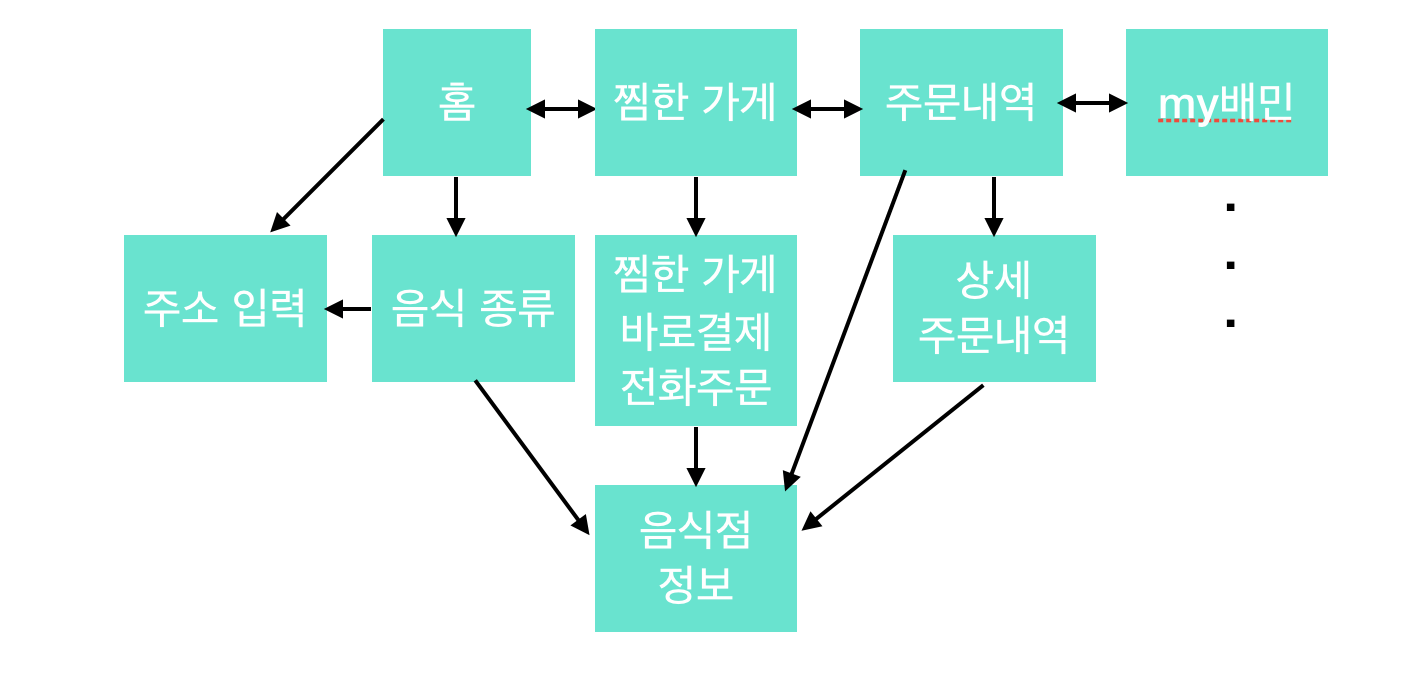 홈
찜한 가게
주문내역
my배민
주소 입력
음식 종류
찜한 가게
바로결제
전화주문
상세
주문내역
.
.
.
음식점
정보